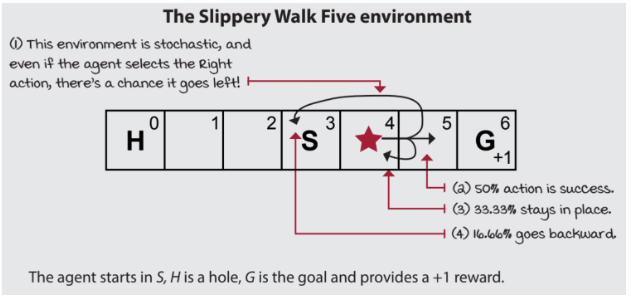 The Slippery Walk Five environment
(1) This environment is stochastic, and
even if the agent selects the Right
action, there's a chance it goes left!
H 0 1 2 S 3 4 5 G 6
+1
(2) 50% action is success.
(3) 33.33% stays in place.
(4) 16.66% goes backward.
The agent starts in S, H is a hole, G is the goal and provides a +1 reward.